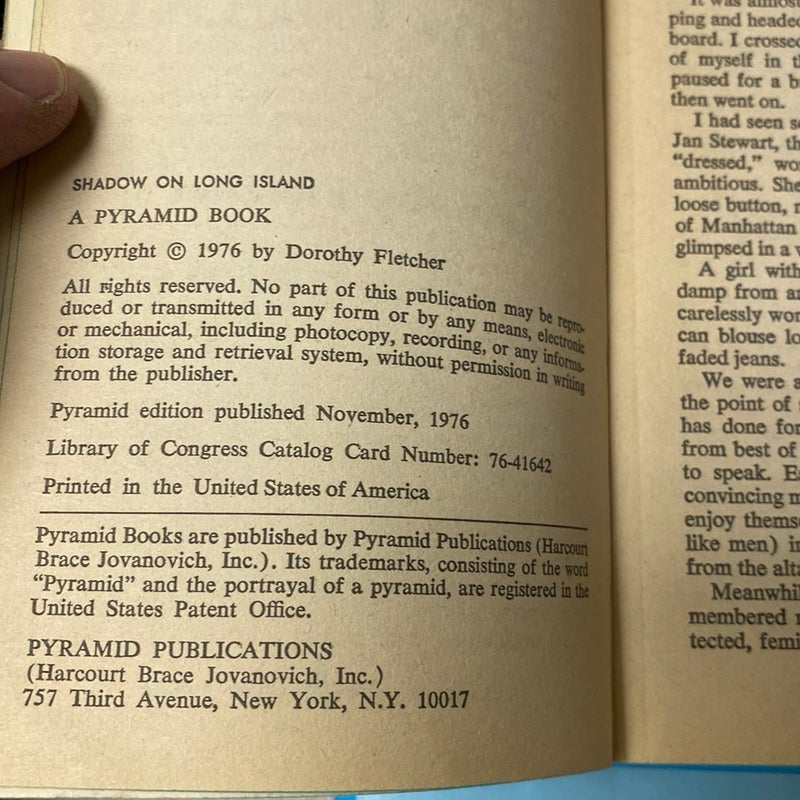 SHADOW ON LONG ISLAND
A PYRAMID BOOK
Copyright © 1976 by Dorothy Fletcher
All rights reserved. No part of this publication may be repro-
duced or transmitted in any form or by any means, electronic
or mechanical, including photocopy, recording, or any informa-
tion storage and retrieval system, without permission in writing
from the publisher.
Pyramid edition published November, 1976
Library of Congress Catalog Card Number: 76-41642
Printed in the United States of America
Pyramid Books are published by Pyramid Publications (Harcourt
Brace Jovanovich, Inc.). Its trademarks, consisting of the word
“Pyramid” and the portrayal of a pyramid, are registered in the
United States Patent Office.
PYRAMID PUBLICATIONS
(Harcourt Brace Jovanovich, Inc.)
757 Third Avenue, New York, N.Y. 10017
It was almost
ping and headed
board. I crossed
of myself in
paused for a
then went on.
I had seen
Jan Stewart,
“dressed,”
ambitious. She
loose button,
of Manhattan
glimpsed in a
A girl with
damp from
carelessly
can blouse
faded jeans.
We were
the point of
has done for
from best of
to speak.
convincing
enjoy
like men)
from the
membered